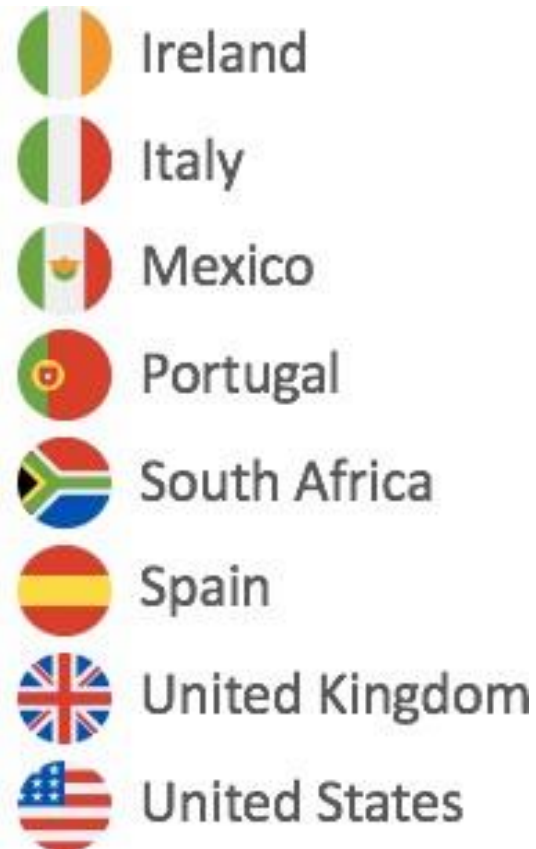 Ireland
Italy
Mexico
Portugal
South Africa
Spain
United Kingdom
United States